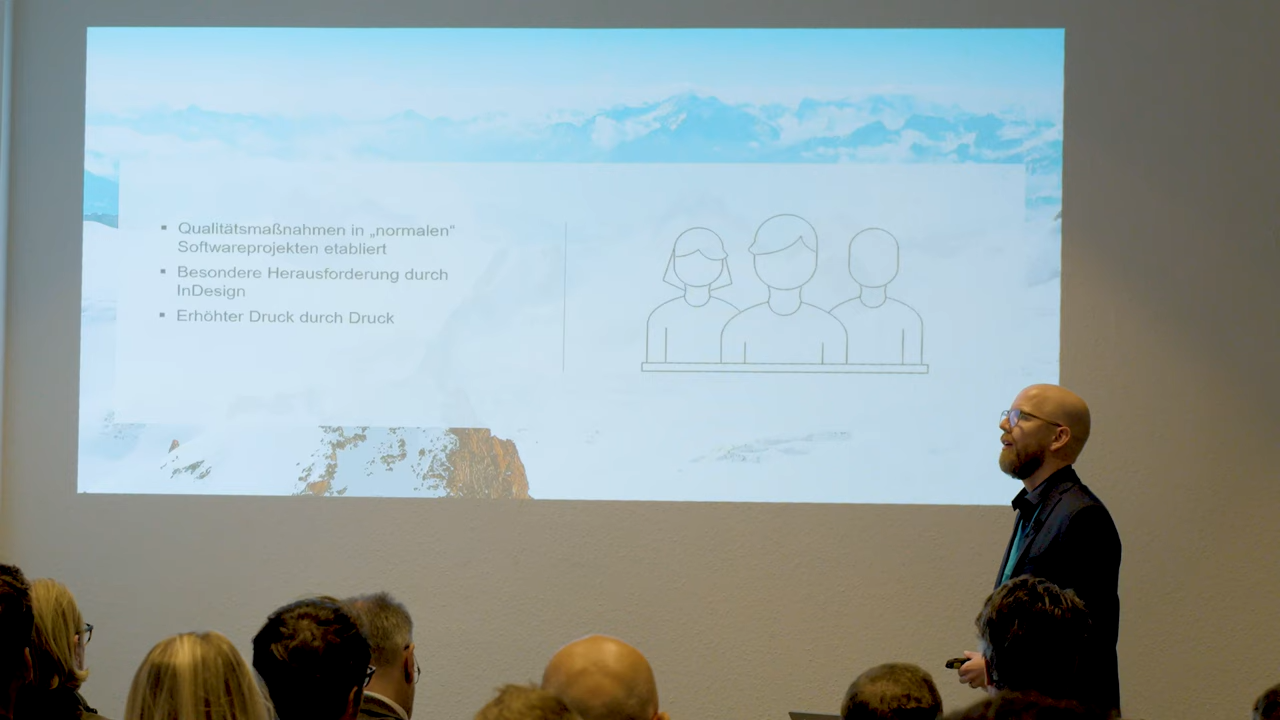 ▪ Qualitätsmaßnahmen in „normalen“
Softwareprojekten etabliert
▪ Besondere Herausforderung durch
InDesign
▪ Erhöhter Druck durch Druck